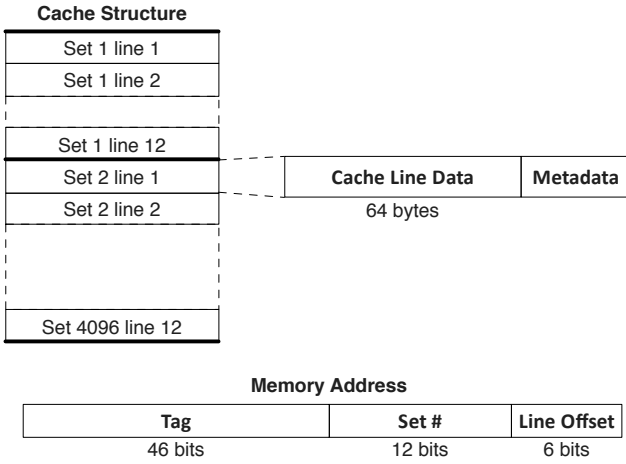 Cache Structure
Set 1 line 1
Set 1 line 2
Set 1 line 12
Set 2 line 1
Set 2 line 2
Set 4096 line 12
Cache Line Data Metadata
64 bytes
Memory Address
Tag Set # Line Offset
46 bits 12 bits 6 bits